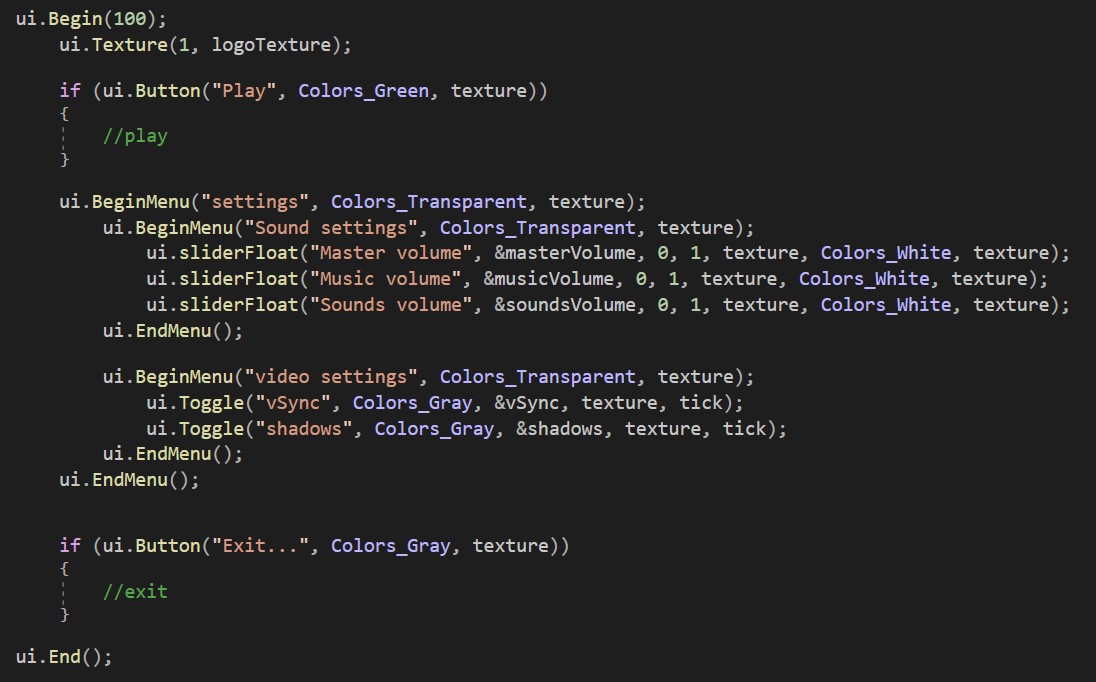 ui.Begin(100);
    ui.Texture(1, logoTexture);
    if (ui.Button("Play", Colors_Green, texture))
    {
        //play
    }
    ui.BeginMenu("settings", Colors_Transparent, texture);
        ui.BeginMenu("Sound settings", Colors_Transparent, texture);
            ui.sliderFloat("Master volume", &masterVolume, 0, 1, texture, Colors_White, texture);
            ui.sliderFloat("Music volume", &musicVolume, 0, 1, texture, Colors_White, texture);
            ui.sliderFloat("Sounds volume", &soundsVolume, 0, 1, texture, Colors_White, texture);
        ui.EndMenu();
        ui.BeginMenu("video settings", Colors_Transparent, texture);
            ui.Toggle("vSync", Colors_Gray, &vSync, texture, tick);
            ui.Toggle("shadows", Colors_Gray, &shadows, texture, tick);
        ui.EndMenu();
    ui.EndMenu();
    if (ui.Button("Exit...", Colors_Gray, texture))
    {
        //exit
    }
ui.End();